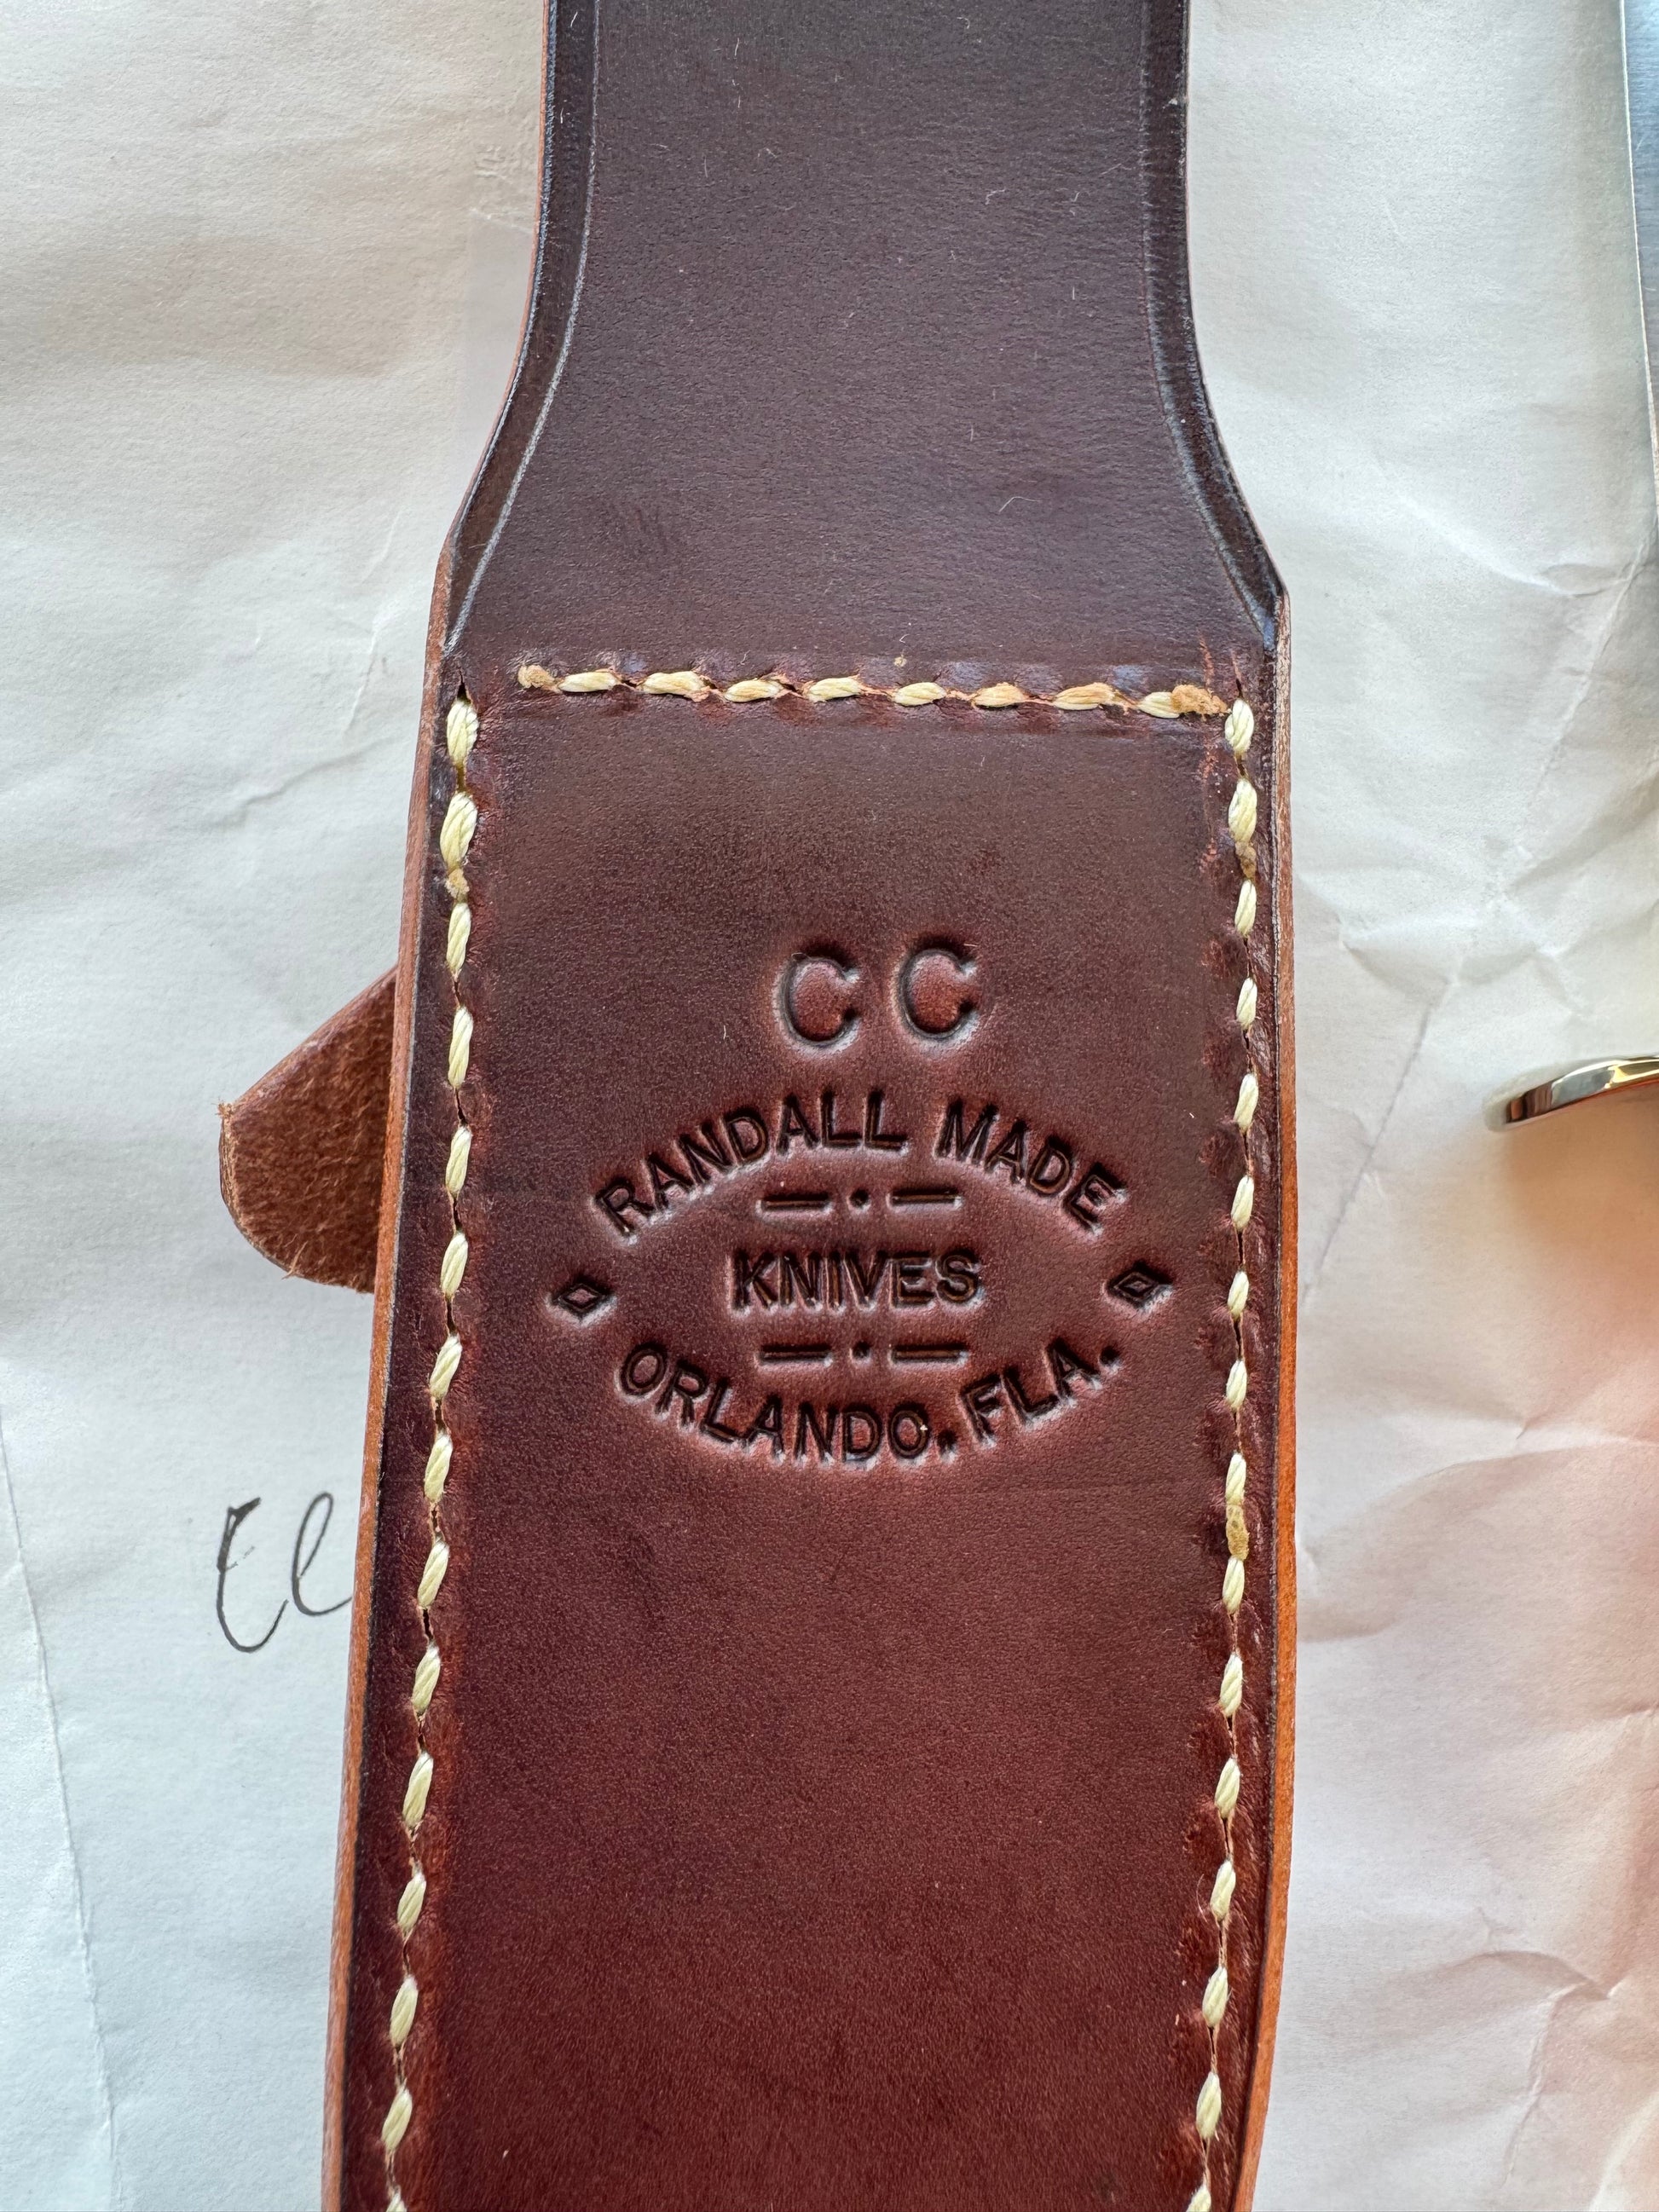 CC
RANDALL MADE
KNIVES
ORLANDO. FLA.